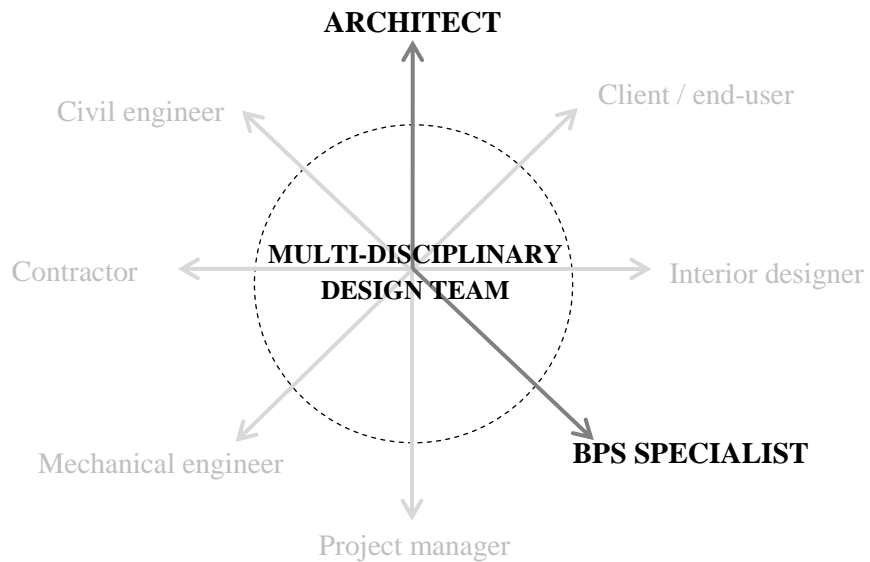 ARCHITECT
Client / end-user
Civil engineer
MULTI-DISCIPLINARY
DESIGN TEAM
Contractor
Interior designer
BPS SPECIALIST
Mechanical engineer
Project manager